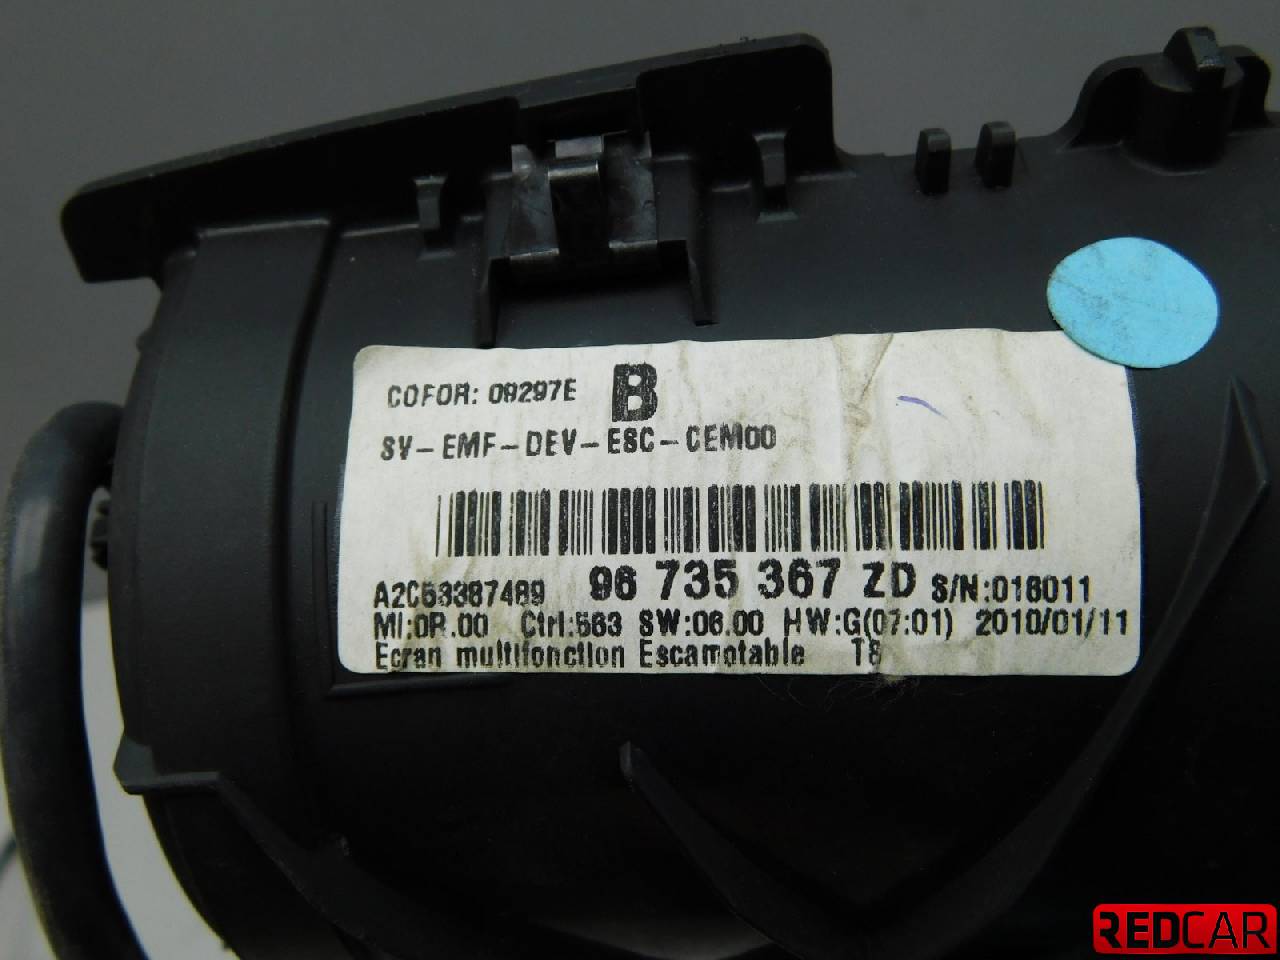 COFOR: 09297E B
SV-EMF-DEV-ESC-CEM00
A2C53387489 96 735 367 ZD S/N:018011
MI:0R.00 Ctrl:563 SW:06.00 HW:G(07:01) 2010/01/11
Ecran multifonction Escamotable T8
REDCAR